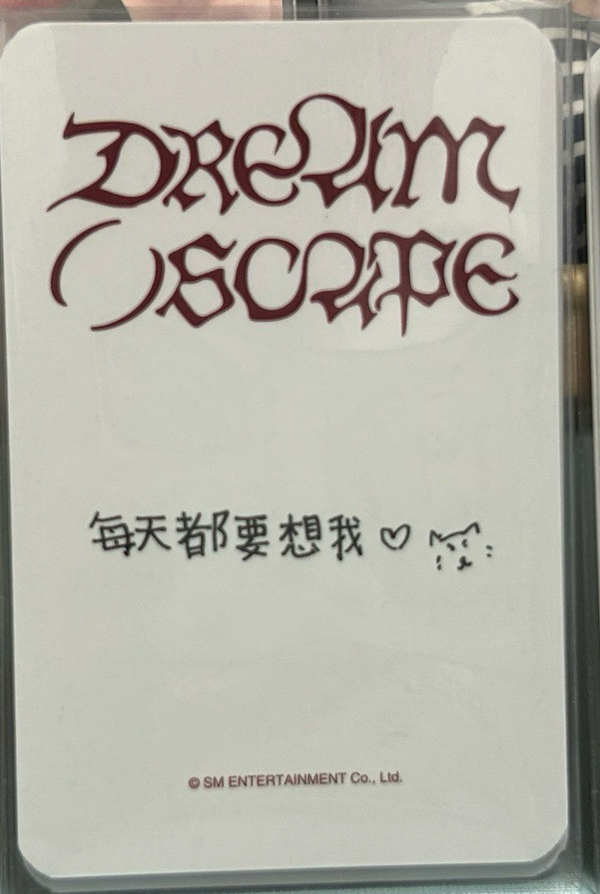 DREAM
( )SCAPE
每天都要想我♡
© SM ENTERTAINMENT Co., Ltd.